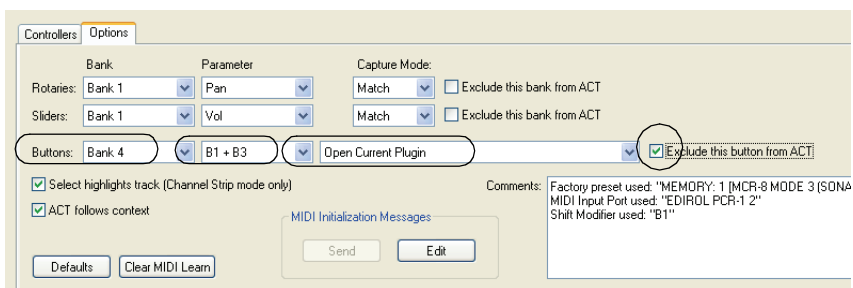 Controllers Options
Bank Parameter Capture Mode:
Rotaries: Bank 1 Pan Match Exclude this bank from ACT
Sliders: Bank 1 Vol Match Exclude this bank from ACT
Buttons: Bank 4 B1 + B3 Open Current Plugin Exclude this button from ACT
Select highlights track (Channel Strip mode only) Comments: Factory preset used: "MEMORY: 1 [MCR-8 MODE 3 (SONA
ACT follows context MIDI Input Port used: "EDIROL PCR-1 2"
MIDI Initialization Messages Shift Modifier used: "B1"
Send Edit
Defaults Clear MIDI Learn